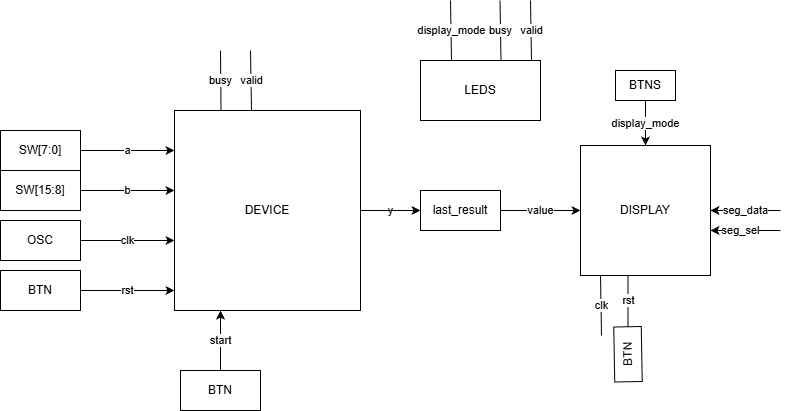 display_mode busy valid
LEDS
busy valid
BTNS
display_mode
SW[7:0] a
SW[15:8] b
DEVICE
y
last_result
value
DISPLAY
seg_data
seg_sel
OSC clk
BTN rst
clk rst
BTN
start
BTN